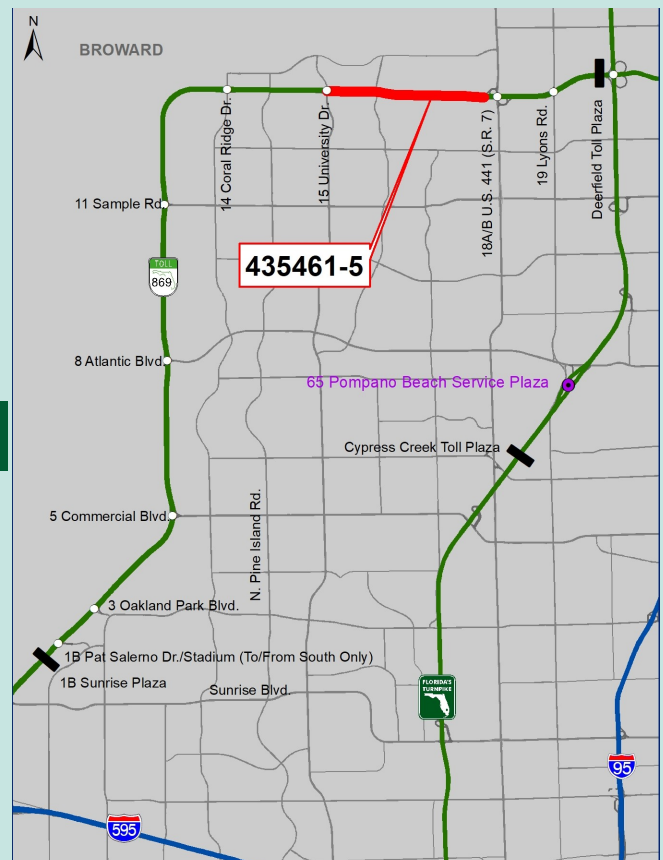 N
BROWARD
14 Coral Ridge Dr.
15 University Dr.
18A/B U.S. 441 (S.R. 7)
19 Lyons Rd.
Deerfield Toll Plaza
11 Sample Rd.
435461-5
TOLL
869
8 Atlantic Blvd.
65 Pompano Beach Service Plaza
Cypress Creek Toll Plaza
N. Pine Island Rd.
5 Commercial Blvd.
3 Oakland Park Blvd.
1B Pat Salerno Dr./Stadium (To/From South Only)
1B Sunrise Plaza
Sunrise Blvd.
FLORIDA'S
TURNPIKE
95
595